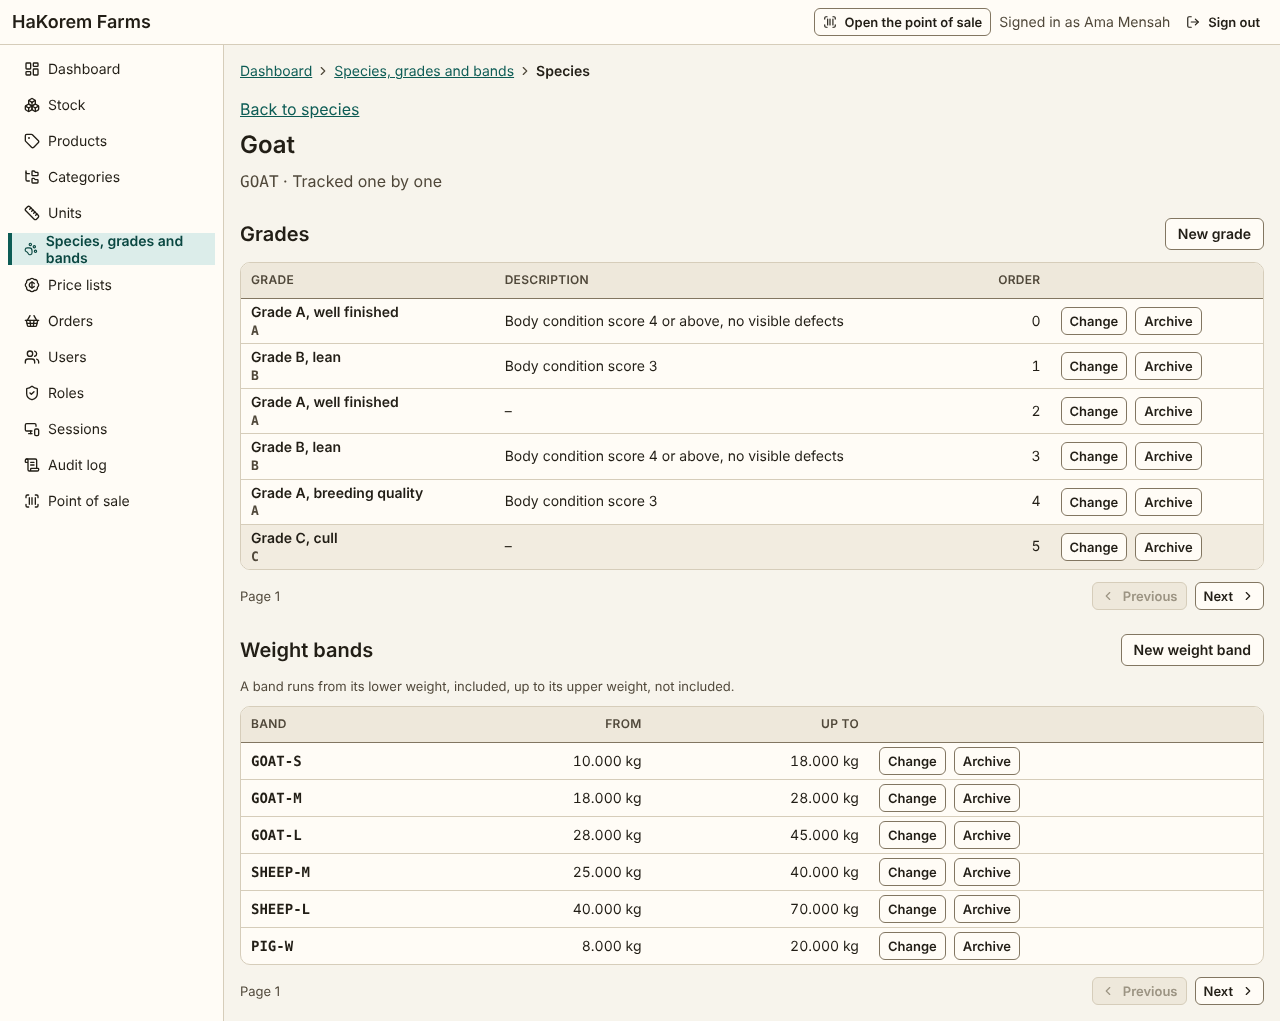 HaKorem Farms
Open the point of sale
Signed in as Ama Mensah
Sign out
Dashboard
Stock
Products
Categories
Units
Species, grades and
bands
Price lists
Orders
Users
Roles
Sessions
Audit log
Point of sale
Dashboard > Species, grades and bands > Species
Back to species
Goat
GOAT · Tracked one by one
Grades
New grade
GRADE DESCRIPTION ORDER
Grade A, well finished
A
Body condition score 4 or above, no visible defects 0 Change Archive
Grade B, lean
B
Body condition score 3 1 Change Archive
Grade A, well finished
A
– 2 Change Archive
Grade B, lean
B
Body condition score 4 or above, no visible defects 3 Change Archive
Grade A, breeding quality
A
Body condition score 3 4 Change Archive
Grade C, cull
C
– 5 Change Archive
Page 1
Previous
Next
Weight bands
New weight band
A band runs from its lower weight, included, up to its upper weight, not included.
BAND FROM UP TO
GOAT-S 10.000 kg 18.000 kg Change Archive
GOAT-M 18.000 kg 28.000 kg Change Archive
GOAT-L 28.000 kg 45.000 kg Change Archive
SHEEP-M 25.000 kg 40.000 kg Change Archive
SHEEP-L 40.000 kg 70.000 kg Change Archive
PIG-W 8.000 kg 20.000 kg Change Archive
Page 1
Previous
Next